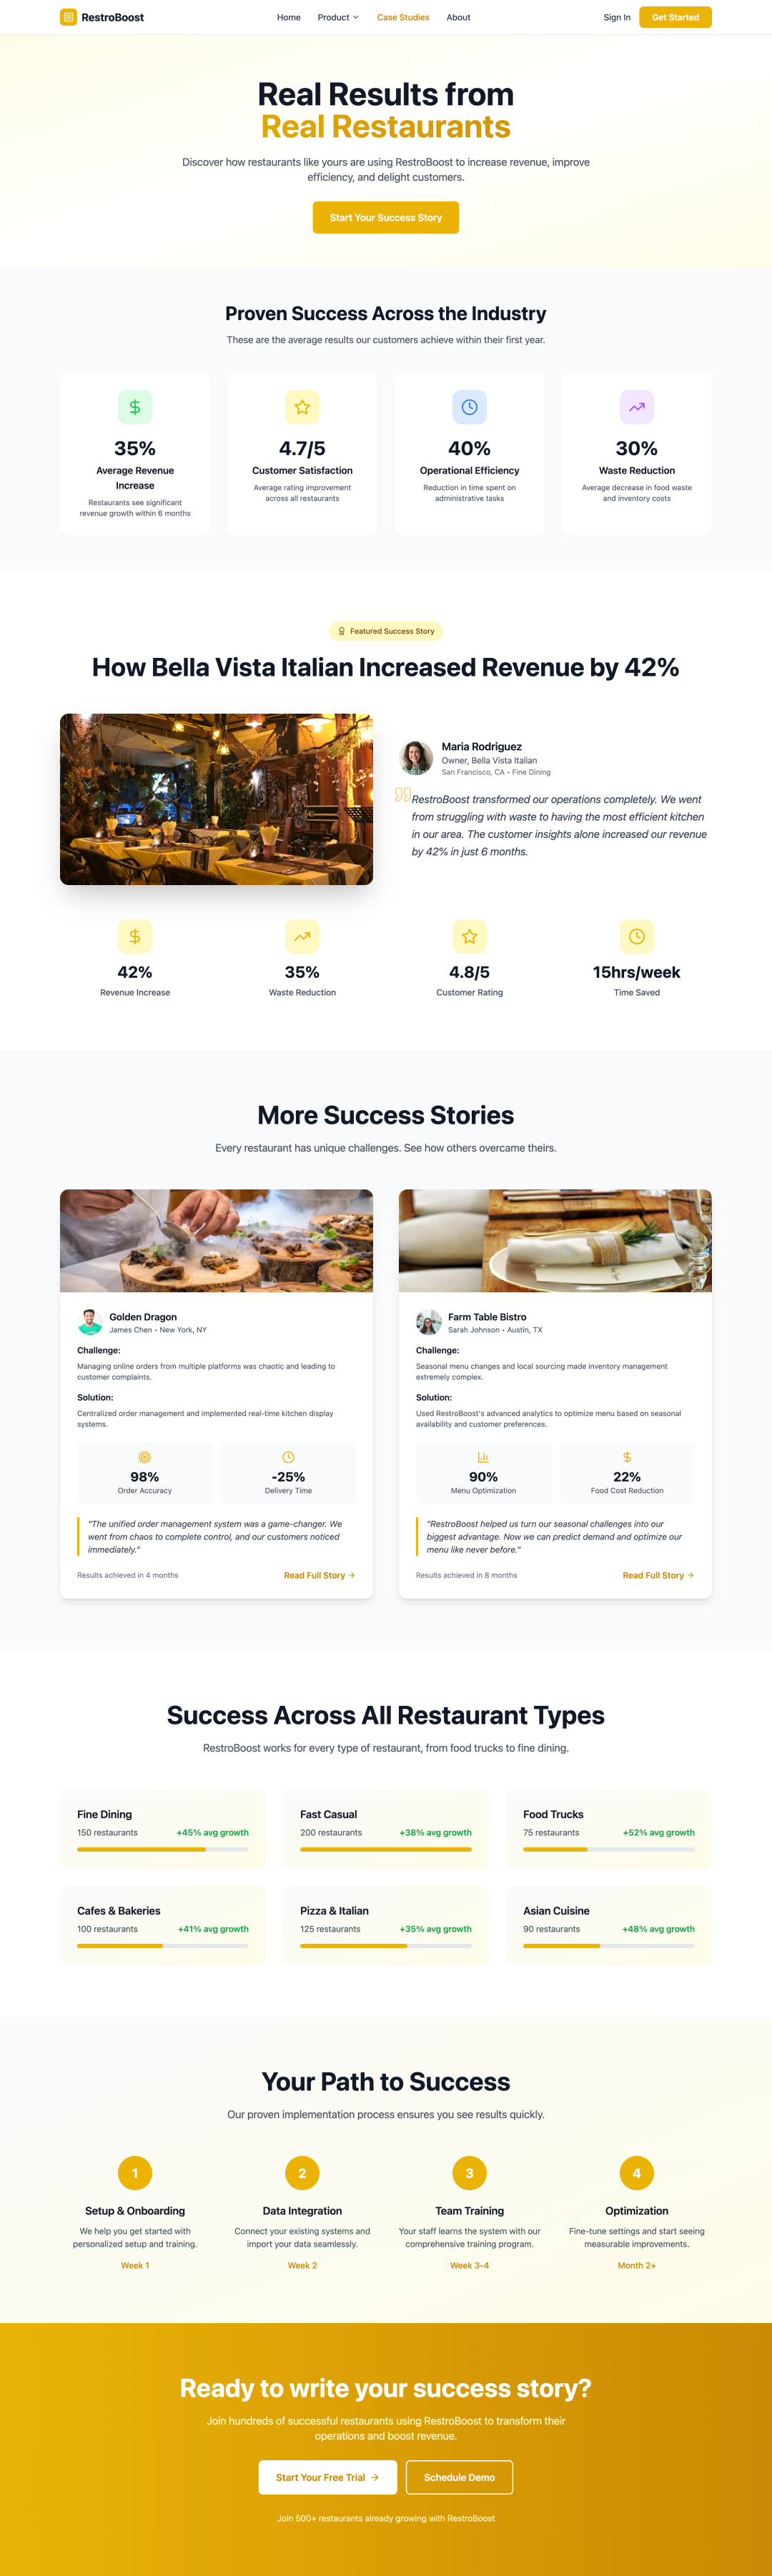 RestroBoost
Home
Product
Case Studies
About
Sign In
Get Started
Real Results from
Real Restaurants
Discover how restaurants like yours are using RestroBoost to increase revenue, improve
efficiency, and delight customers.
Start Your Success Story
Proven Success Across the Industry
These are the average results our customers achieve within their first year.
35%
Average Revenue
Increase
Restaurants see significant
revenue growth within 6 months
4.7/5
Customer Satisfaction
Average rating improvement
across all restaurants
40%
Operational Efficiency
Reduction in time spent on
administrative tasks
30%
Waste Reduction
Average decrease in food waste
and inventory costs
Featured Success Story
How Bella Vista Italian Increased Revenue by 42%
Maria Rodriguez
Owner, Bella Vista Italian
San Francisco, CA • Fine Dining
RestroBoost transformed our operations completely. We went
from struggling with waste to having the most efficient kitchen
in our area. The customer insights alone increased our revenue
by 42% in just 6 months.
42%
Revenue Increase
35%
Waste Reduction
4.8/5
Customer Rating
15hrs/week
Time Saved
More Success Stories
Every restaurant has unique challenges. See how others overcame theirs.
Golden Dragon
James Chen • New York, NY
Challenge:
Managing online orders from multiple platforms was chaotic and leading to
customer complaints.
Solution:
Centralized order management and implemented real-time kitchen display
systems.
98%
Order Accuracy
-25%
Delivery Time
"The unified order management system was a game-changer. We
went from chaos to complete control, and our customers noticed
immediately."
Results achieved in 4 months
Read Full Story →
Farm Table Bistro
Sarah Johnson • Austin, TX
Challenge:
Seasonal menu changes and local sourcing made inventory management
extremely complex.
Solution:
Used RestroBoost's advanced analytics to optimize menu based on seasonal
availability and customer preferences.
90%
Menu Optimization
22%
Food Cost Reduction
"RestroBoost helped us turn our seasonal challenges into our
biggest advantage. Now we can predict demand and optimize our
menu like never before."
Results achieved in 8 months
Read Full Story →
Success Across All Restaurant Types
RestroBoost works for every type of restaurant, from food trucks to fine dining.
Fine Dining
150 restaurants
+45% avg growth
Fast Casual
200 restaurants
+38% avg growth
Food Trucks
75 restaurants
+52% avg growth
Cafes & Bakeries
100 restaurants
+41% avg growth
Pizza & Italian
125 restaurants
+35% avg growth
Asian Cuisine
90 restaurants
+48% avg growth
Your Path to Success
Our proven implementation process ensures you see results quickly.
1
Setup & Onboarding
We help you get started with
personalized setup and training.
Week 1
2
Data Integration
Connect your existing systems and
import your data seamlessly.
Week 2
3
Team Training
Your staff learns the system with our
comprehensive training program.
Week 3-4
4
Optimization
Fine-tune settings and start seeing
measurable improvements.
Month 2+
Ready to write your success story?
Join hundreds of successful restaurants using RestroBoost to transform their
operations and boost revenue.
Start Your Free Trial →
Schedule Demo
Join 500+ restaurants already growing with RestroBoost